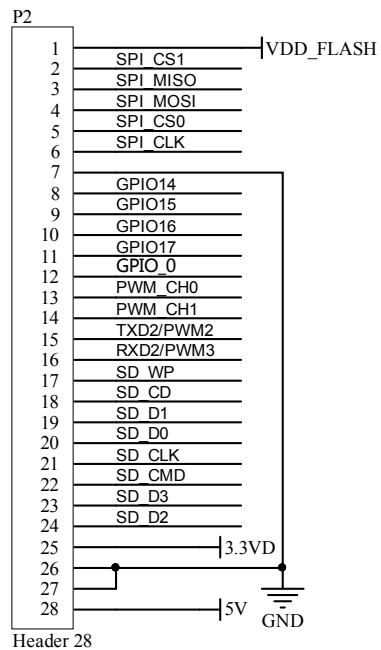 P2
1 VDD_FLASH
2 SPI_CS1
3 SPI_MISO
4 SPI_MOSI
5 SPI_CS0
6 SPI_CLK
7
8 GPIO14
9 GPIO15
10 GPIO16
11 GPIO17
12 GPIO_0
13 PWM_CH0
14 PWM_CH1
15 TXD2/PWM2
16 RXD2/PWM3
17 SD_WP
18 SD_CD
19 SD_D1
20 SD_D0
21 SD_CLK
22 SD_CMD
23 SD_D3
24 SD_D2
25 3.3VD
26
27
28 5V
GND
Header 28